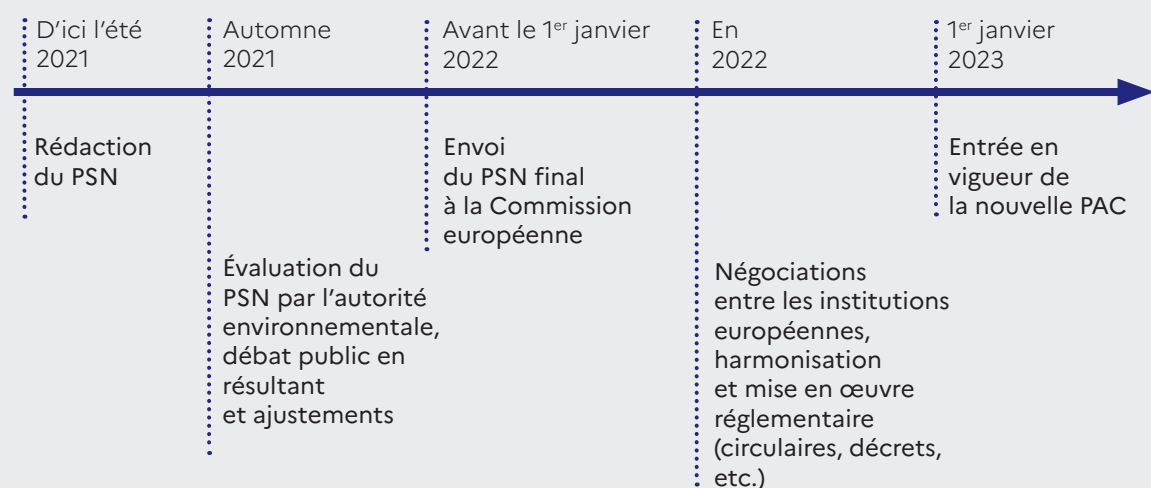 D'ici l'été
2021
Rédaction
du PSN
Automne
2021
Évaluation du
PSN par l'autorité
environnementale,
débat public en
résultant
et ajustements
Avant le 1er janvier
2022
Envoi
du PSN final
à la Commission
européenne
En
2022
Négociations
entre les institutions
européennes,
harmonisation
et mise en œuvre
réglementaire
(circulaires, décrets,
etc.)
1er janvier
2023
Entrée en
vigueur de
la nouvelle PAC